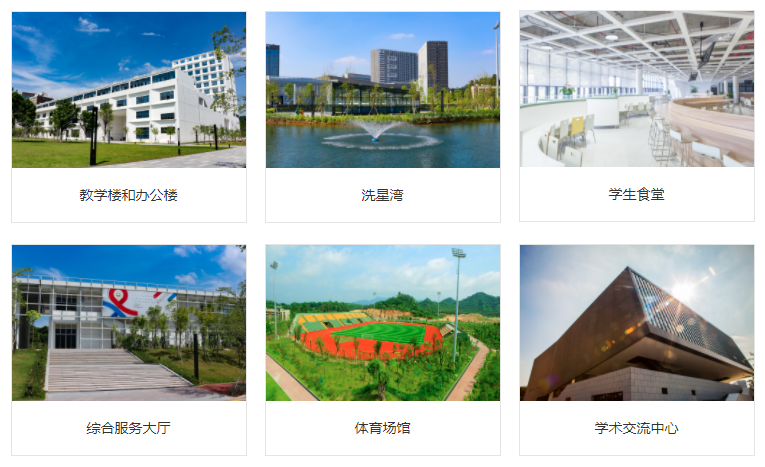 教学楼和办公楼
洗星湾
学生食堂
综合服务大厅
体育场馆
学术交流中心